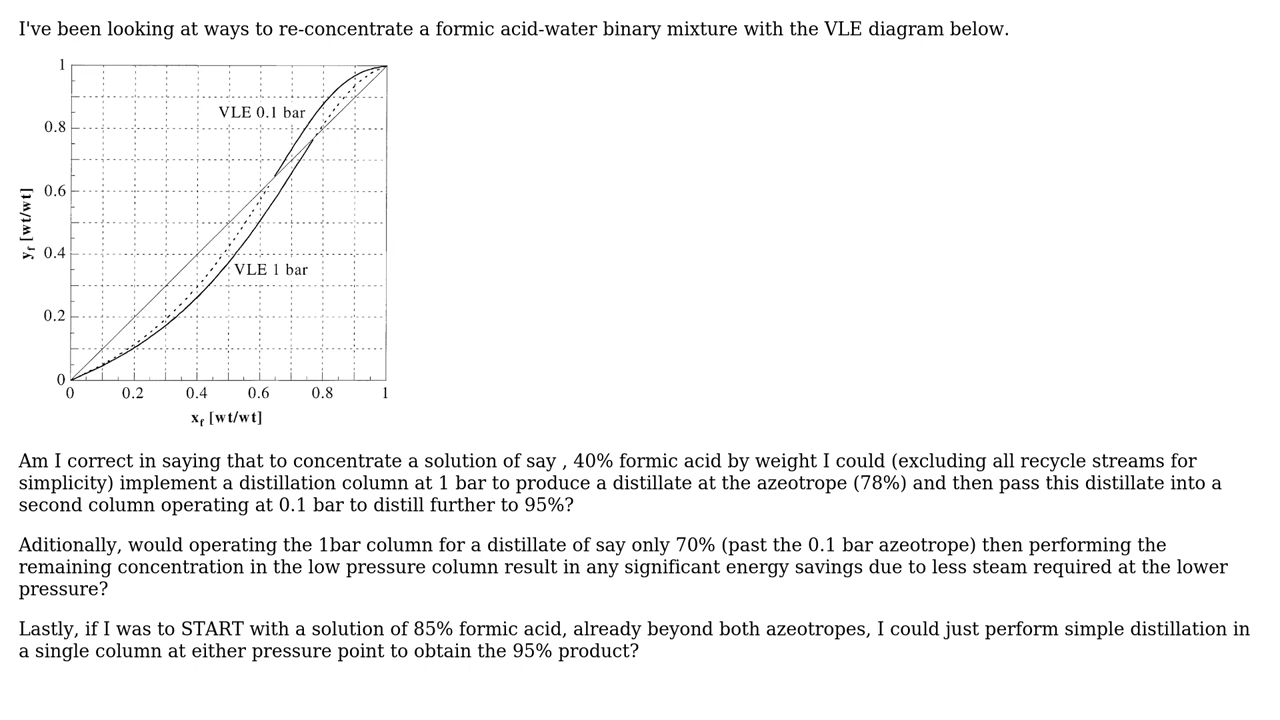 I've been looking at ways to re-concentrate a formic acid-water binary mixture with the VLE diagram below.
1
VLE 0.1 bar
0.8
0.6
yf [wt/wt]
0.4
VLE 1 bar
0.2
0
0 0.2 0.4 0.6 0.8 1
xf [wt/wt]
Am I correct in saying that to concentrate a solution of say , 40% formic acid by weight I could (excluding all recycle streams for
simplicity) implement a distillation column at 1 bar to produce a distillate at the azeotrope (78%) and then pass this distillate into a
second column operating at 0.1 bar to distill further to 95%?
Aditionally, would operating the 1bar column for a distillate of say only 70% (past the 0.1 bar azeotrope) then performing the
remaining concentration in the low pressure column result in any significant energy savings due to less steam required at the lower
pressure?
Lastly, if I was to START with a solution of 85% formic acid, already beyond both azeotropes, I could just perform simple distillation in
a single column at either pressure point to obtain the 95% product?